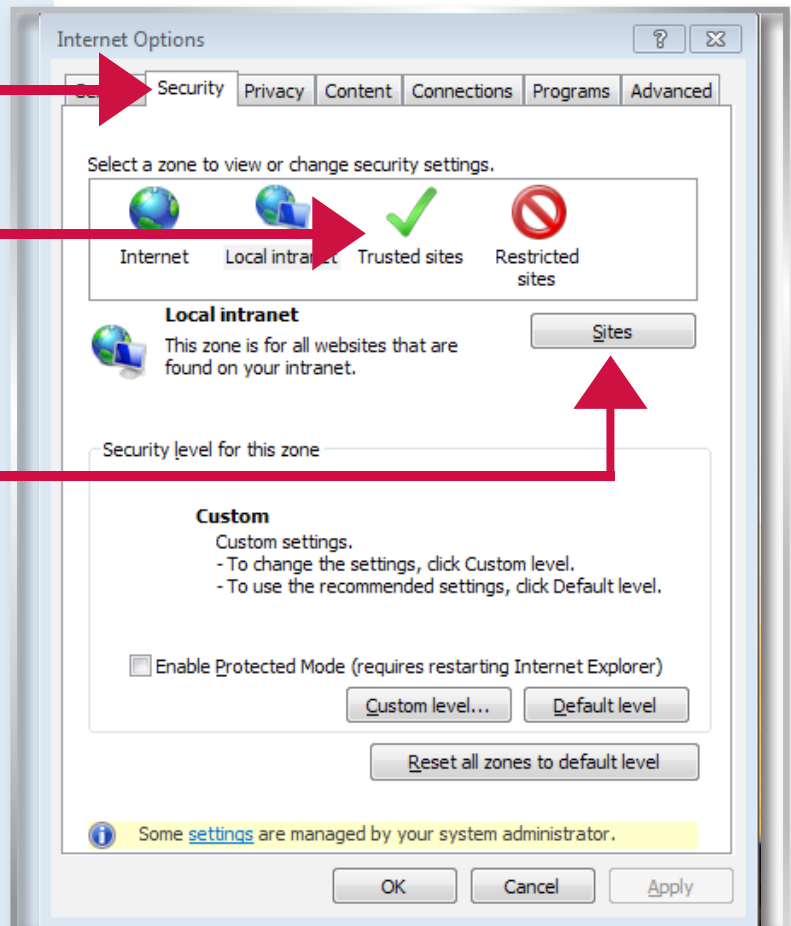 Internet Options
Security Privacy Content Connections Programs Advanced
Select a zone to view or change security settings.
Internet Local intranet Trusted sites Restricted
sites
Local intranet
This zone is for all websites that are
found on your intranet.
Sites
Security level for this zone
Custom
Custom settings.
- To change the settings, click Custom level.
- To use the recommended settings, click Default level.
Enable Protected Mode (requires restarting Internet Explorer)
Custom level... Default level
Reset all zones to default level
Some settings are managed by your system administrator.
OK Cancel Apply